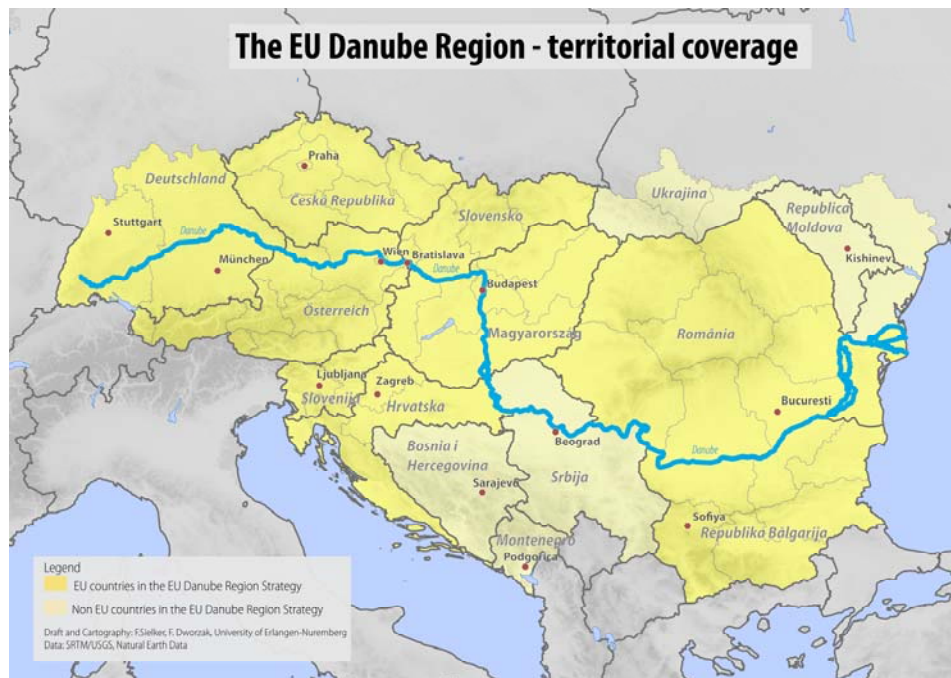 The EU Danube Region - territorial coverage
Praha
Deutschland
Česká Republika
Ukrajina
Slovensko
Republica
Moldova
Stuttgart
Danube
Wien
Bratislava
Kishinev
München
Danube
Budapest
Österreich
Magyarország
România
Ljubljana
Zagreb
Slovenija
Hrvatska
Bucuresti
Beograd
Bosnia i
Hercegovina
Danube
Srbija
Sarajevo
Sofiya
Republika Bălgarija
Montenegro
Podgorica
Legend
EU countries in the EU Danube Region Strategy
Non EU countries in the EU Danube Region Strategy
Draft and Cartography: F.Sielker, F. Dworzak, University of Erlangen-Nuremberg
Data: SRTM/USGS, Natural Earth Data